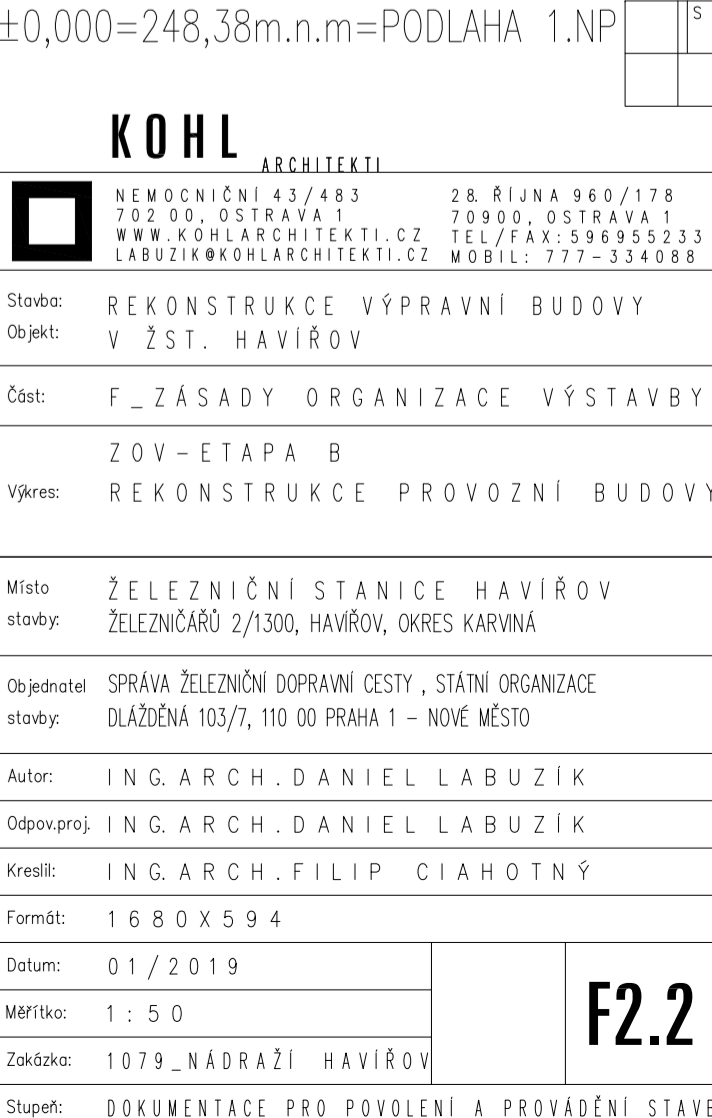 ±0,000=248,38m.n.m=PODLAHA 1.NP
S
KOHL
ARCHITEKTI
NEMOCNIČNÍ 43/483
702 00, OSTRAVA 1
WWW.KOHLARCHITEKTI.CZ
LABUZIK@KOHLARCHITEKTI.CZ
28. ŘÍJNA 960/178
70900, OSTRAVA 1
TEL/FAX:596955233
MOBIL: 777-334088
Stavba: REKONSTRUKCE VÝPRAVNÍ BUDOVY
Objekt: V ŽST. HAVÍŘOV
Část: F_ZÁSADY ORGANIZACE VÝSTAVBY
ZOV-ETAPA B
Výkres: REKONSTRUKCE PROVOZNÍ BUDOVY
Místo ŽELEZNIČNÍ STANICE HAVÍŘOV
stavby: ŽELEZNIČÁŘŮ 2/1300, HAVÍŘOV, OKRES KARVINÁ
Objednatel SPRÁVA ŽELEZNIČNÍ DOPRAVNÍ CESTY , STÁTNÍ ORGANIZACE
stavby: DLÁŽDĚNÁ 103/7, 110 00 PRAHA 1 – NOVÉ MĚSTO
Autor: ING.ARCH.DANIEL LABUZÍK
Odpov.proj. ING.ARCH.DANIEL LABUZÍK
Kreslil: ING.ARCH.FILIP CIAHOTNÝ
Formát: 1680X594
Datum: 01/2019
Měřítko: 1:50
F2.2
Zakázka: 1079_NÁDRAŽÍ HAVÍŘOV
Stupeň: DOKUMENTACE PRO POVOLENÍ A PROVÁDĚNÍ STAVE